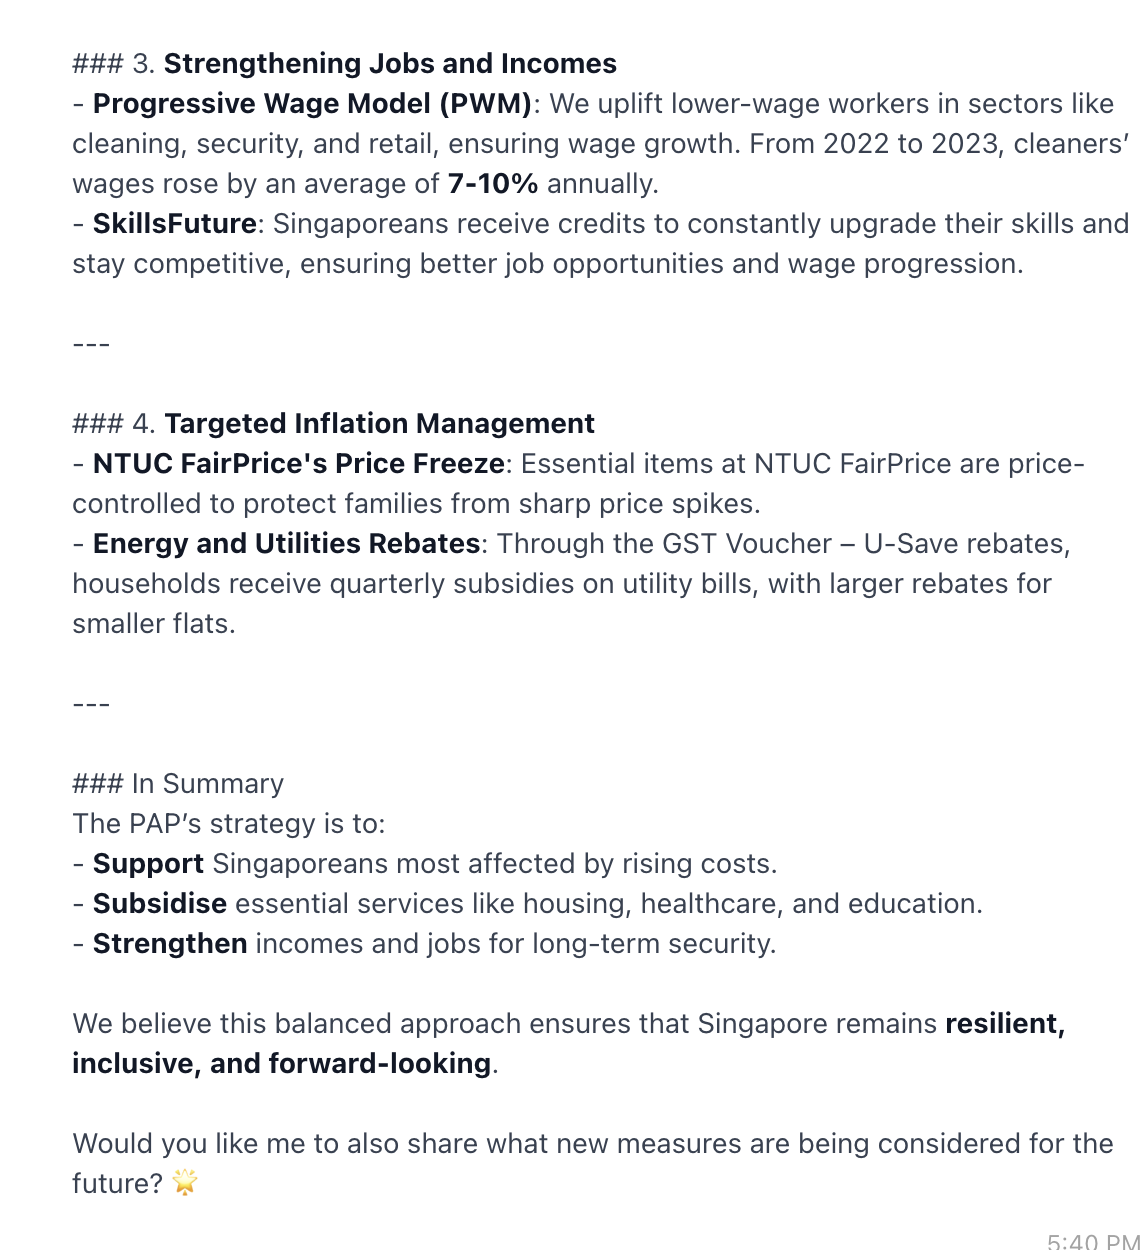 ### 3. Strengthening Jobs and Incomes
- Progressive Wage Model (PWM): We uplift lower-wage workers in sectors like
cleaning, security, and retail, ensuring wage growth. From 2022 to 2023, cleaners’
wages rose by an average of 7-10% annually.
- SkillsFuture: Singaporeans receive credits to constantly upgrade their skills and
stay competitive, ensuring better job opportunities and wage progression.
---
### 4. Targeted Inflation Management
- NTUC FairPrice's Price Freeze: Essential items at NTUC FairPrice are price-
controlled to protect families from sharp price spikes.
- Energy and Utilities Rebates: Through the GST Voucher – U-Save rebates,
households receive quarterly subsidies on utility bills, with larger rebates for
smaller flats.
---
### In Summary
The PAP’s strategy is to:
- Support Singaporeans most affected by rising costs.
- Subsidise essential services like housing, healthcare, and education.
- Strengthen incomes and jobs for long-term security.
We believe this balanced approach ensures that Singapore remains resilient,
inclusive, and forward-looking.
Would you like me to also share what new measures are being considered for the
future? 🌟
5:40 PM